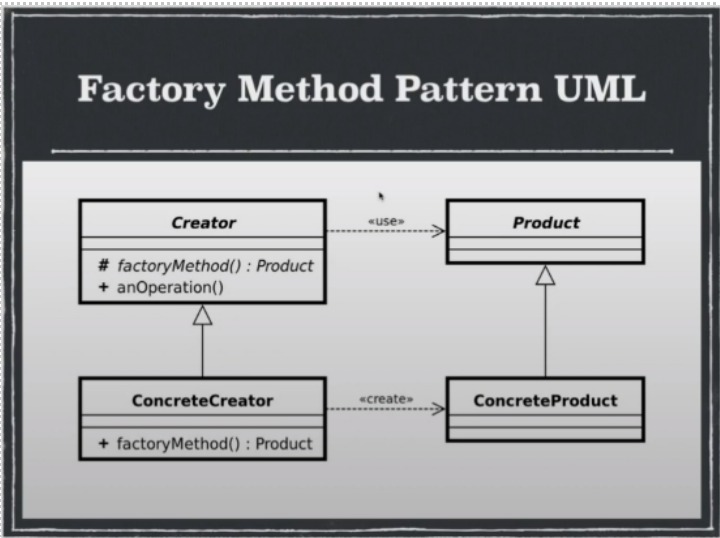 Factory Method Pattern UML
Creator
# factoryMethod() : Product
+ anOperation()
«use»
Product
ConcreteCreator
+ factoryMethod() : Product
«create»
ConcreteProduct